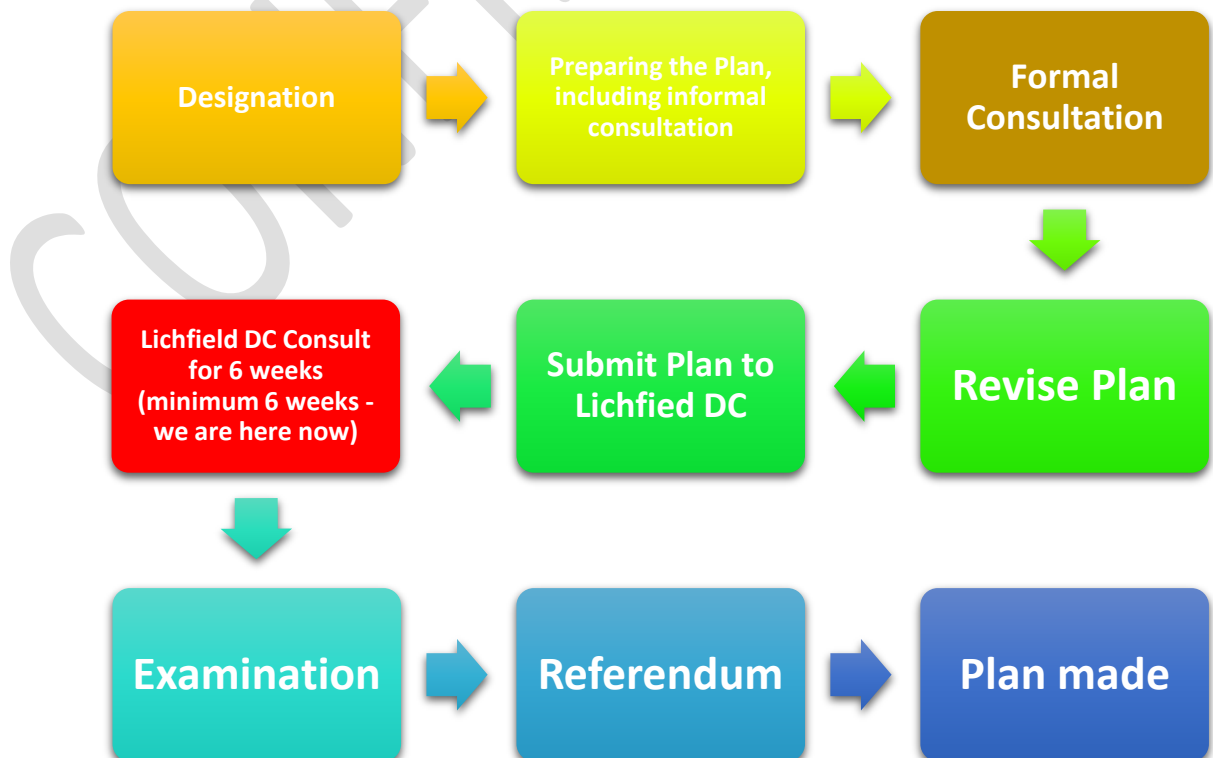 Designation
Preparing the Plan,
including informal
consultation
Formal
Consultation
Revise Plan
Submit Plan to
Lichfied DC
Lichfield DC Consult
for 6 weeks
(minimum 6 weeks -
we are here now)
Examination
Referendum
Plan made